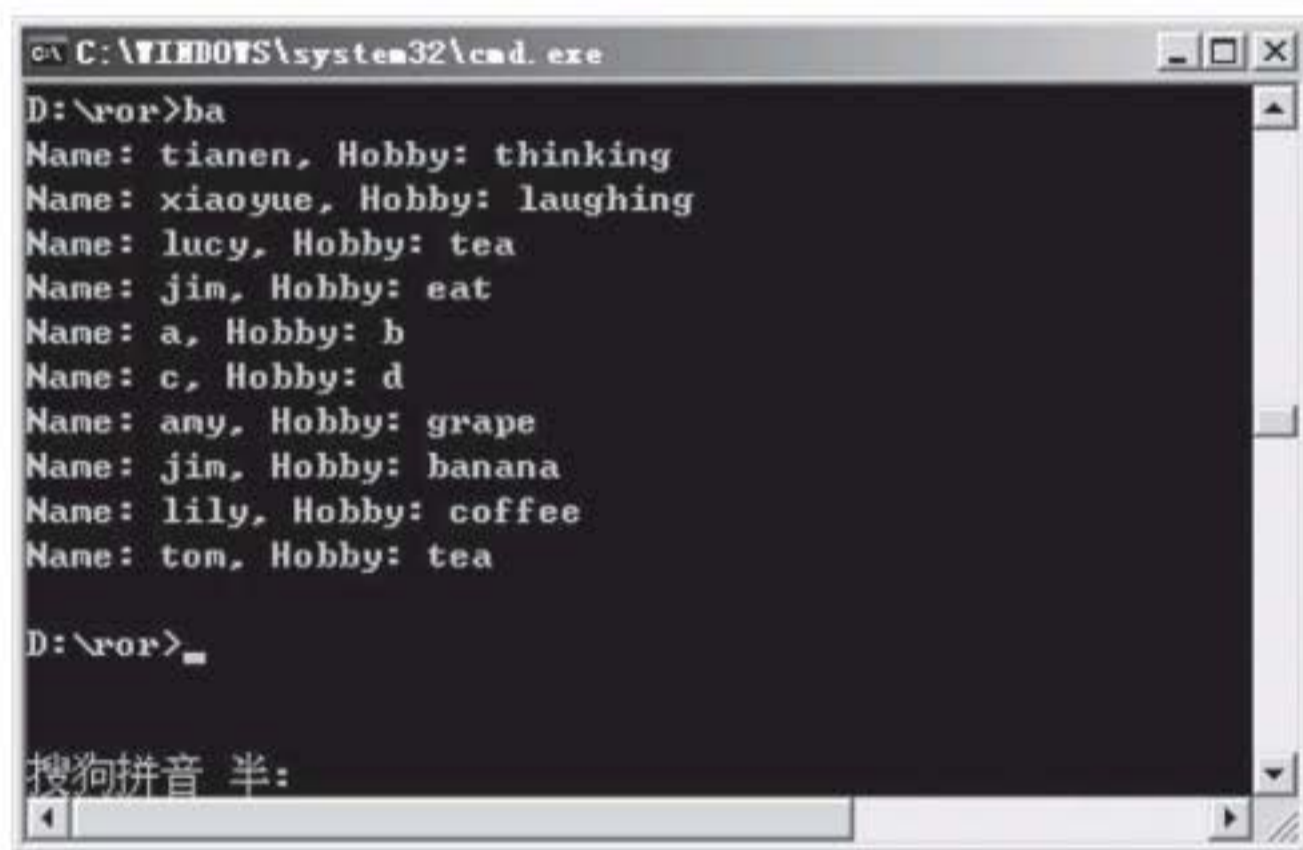 C:\WINDOWS\system32\cmd.exe
D:\ror>ba
Name: tianen, Hobby: thinking
Name: xiaoyue, Hobby: laughing
Name: lucy, Hobby: tea
Name: jim, Hobby: eat
Name: a, Hobby: b
Name: c, Hobby: d
Name: amy, Hobby: grape
Name: jim, Hobby: banana
Name: lily, Hobby: coffee
Name: tom, Hobby: tea
D:\ror>_
搜狗拼音 半: